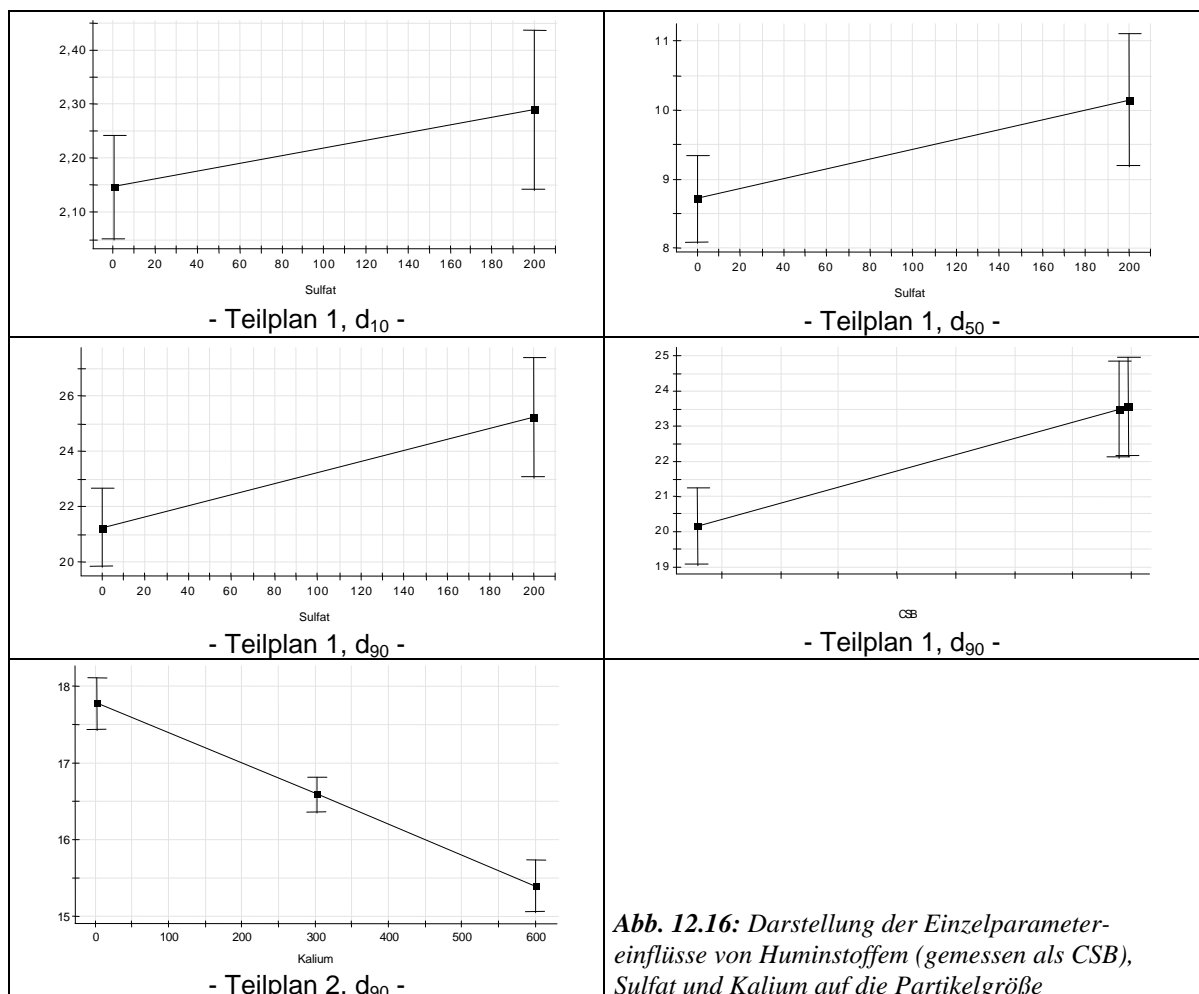 2,40
2,30
2,20
2,10
0 20 40 60 80 100 120 140 160 180 200
Sulfat
- Teilplan 1, d10 -
11
10
9
8
0 20 40 60 80 100 120 140 160 180 200
Sulfat
- Teilplan 1, d50 -
26
24
22
20
0 20 40 60 80 100 120 140 160 180 200
Sulfat
- Teilplan 1, d90 -
25
24
23
22
21
20
19
CSB
- Teilplan 1, d90 -
18
17
16
15
0 100 200 300 400 500 600
Kalium
- Teilplan 2, d90 -
Abb. 12.16: Darstellung der Einzelparameter-
einflüsse von Huminstoffem (gemessen als CSB),
Sulfat und Kalium auf die Partikelgröße